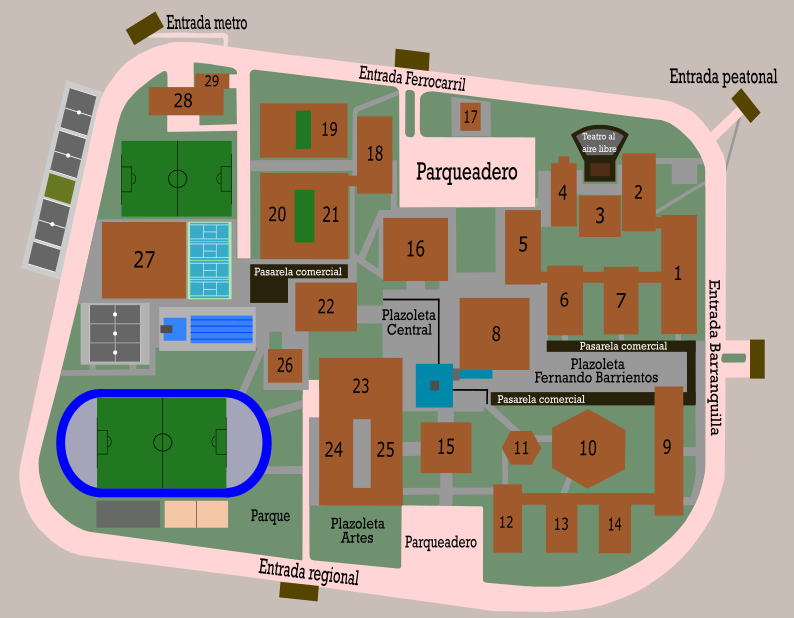 Entrada metro
Entrada Ferrocarril
Entrada peatonal
29
28
17
19
18
Teatro al
aire libre
Parqueadero
4
2
3
20
21
16
5
27
1
Pasarela comercial
22
6
7
Plazoleta
Central
8
Entrada Barranquilla
Pasarela comercial
Plazoleta
Fernando Barrientos
26
23
Pasarela comercial
24
25
15
11
10
9
Parque
Plazoleta
Artes
Parqueadero
12
13
14
Entrada regional